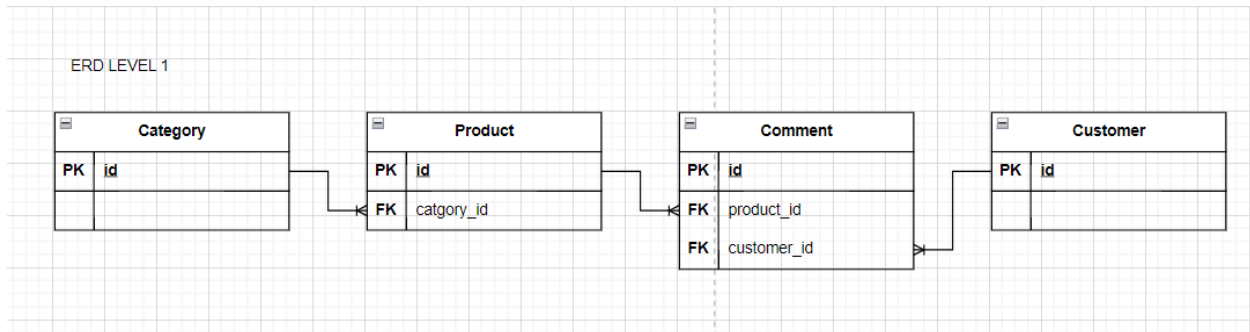 ERD LEVEL 1
Category
PK id
Product
PK id
FK catgory_id
Comment
PK id
FK product_id
FK customer_id
Customer
PK id